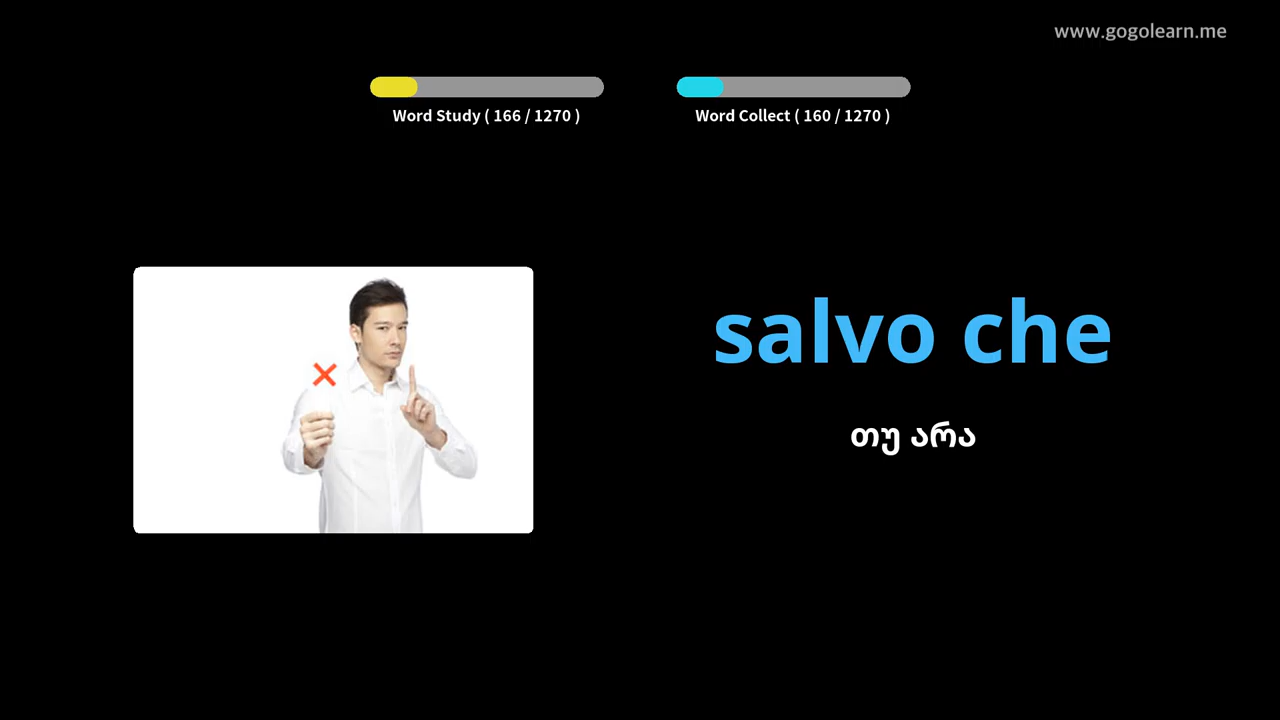 www.gogolearn.me
Word Study ( 166 / 1270 )
Word Collect ( 160 / 1270 )
salvo che
თუ არა